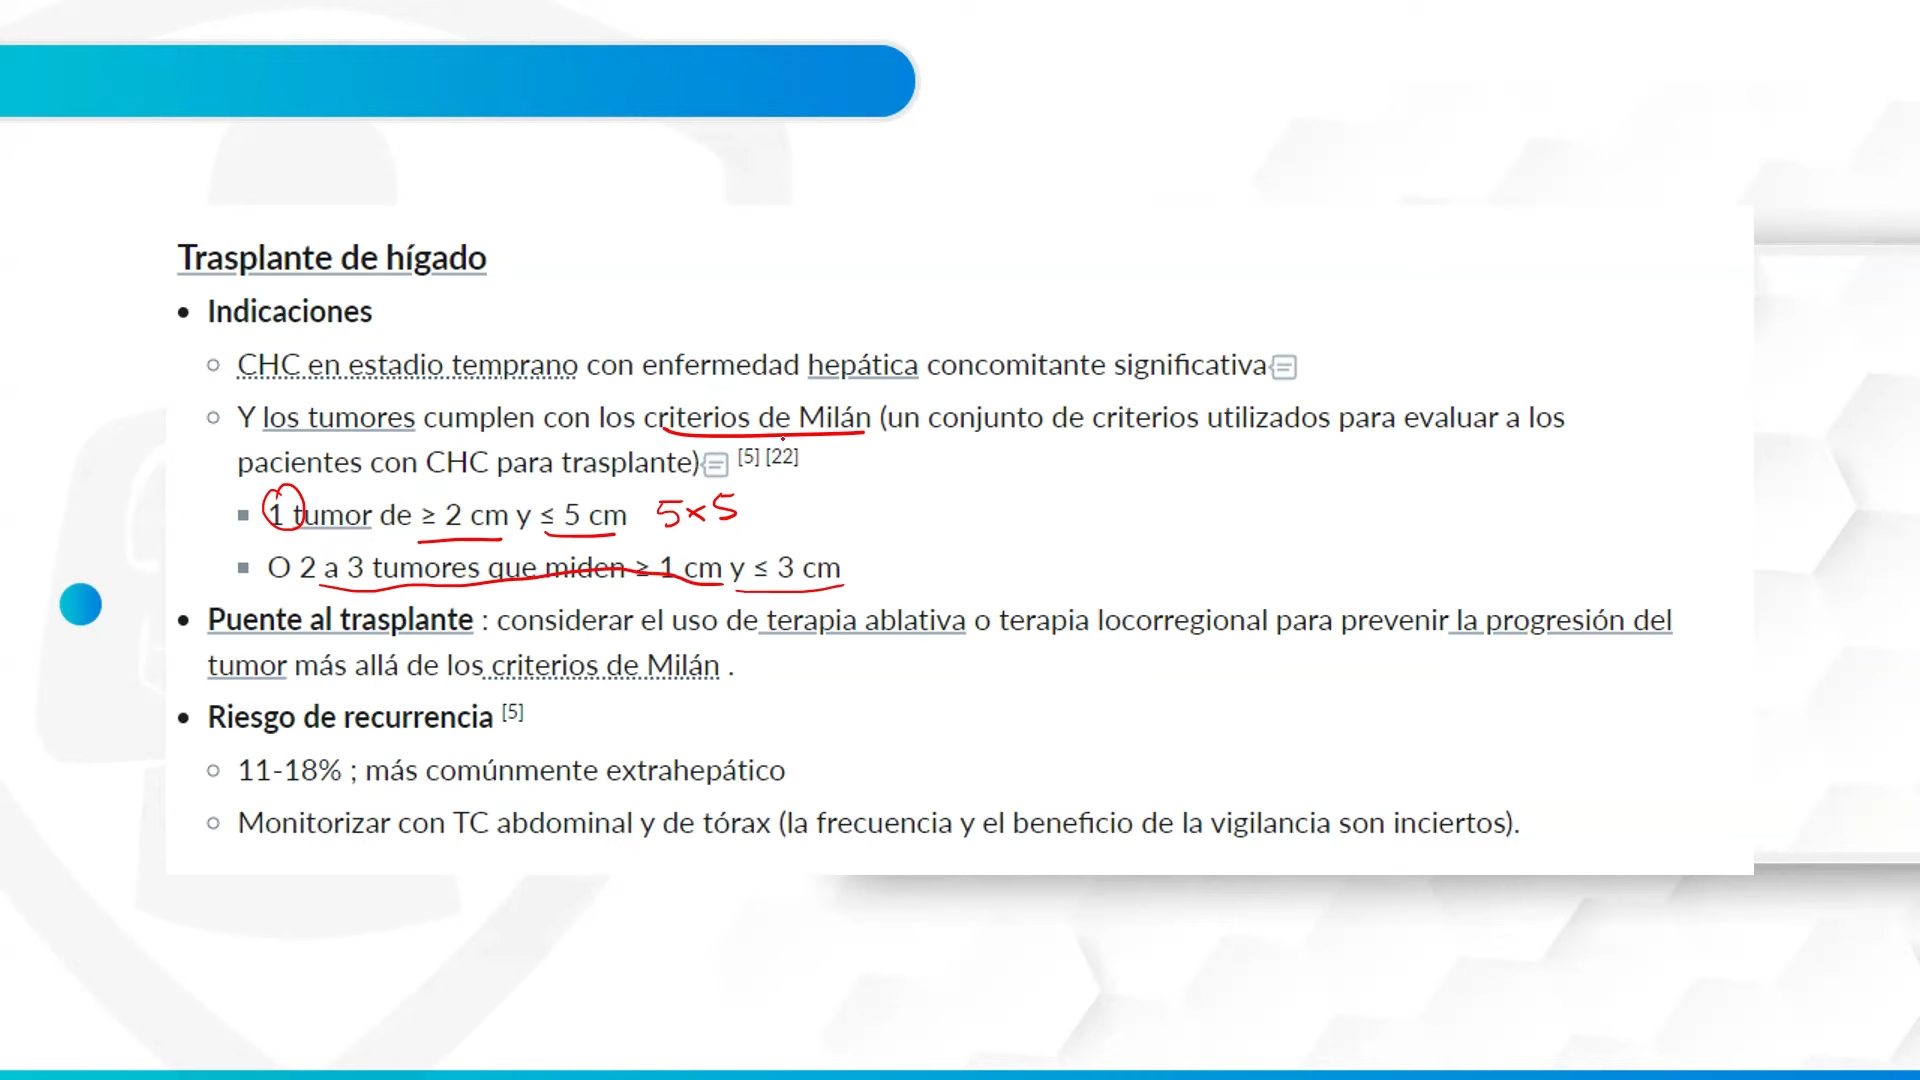 Trasplante de hígado
Indicaciones
CHC en estadio temprano con enfermedad hepática concomitante significativa
Y los tumores cumplen con los criterios de Milán (un conjunto de criterios utilizados para evaluar a los
pacientes con CHC para trasplante) [5] [22]
1 tumor de ≥ 2 cm y ≤ 5 cm 5x5
O 2 a 3 tumores que miden ≥ 1 cm y ≤ 3 cm
Puente al trasplante : considerar el uso de terapia ablativa o terapia locorregional para prevenir la progresión del
tumor más allá de los criterios de Milán .
Riesgo de recurrencia [5]
11-18% ; más comúnmente extrahepático
Monitorizar con TC abdominal y de tórax (la frecuencia y el beneficio de la vigilancia son inciertos).